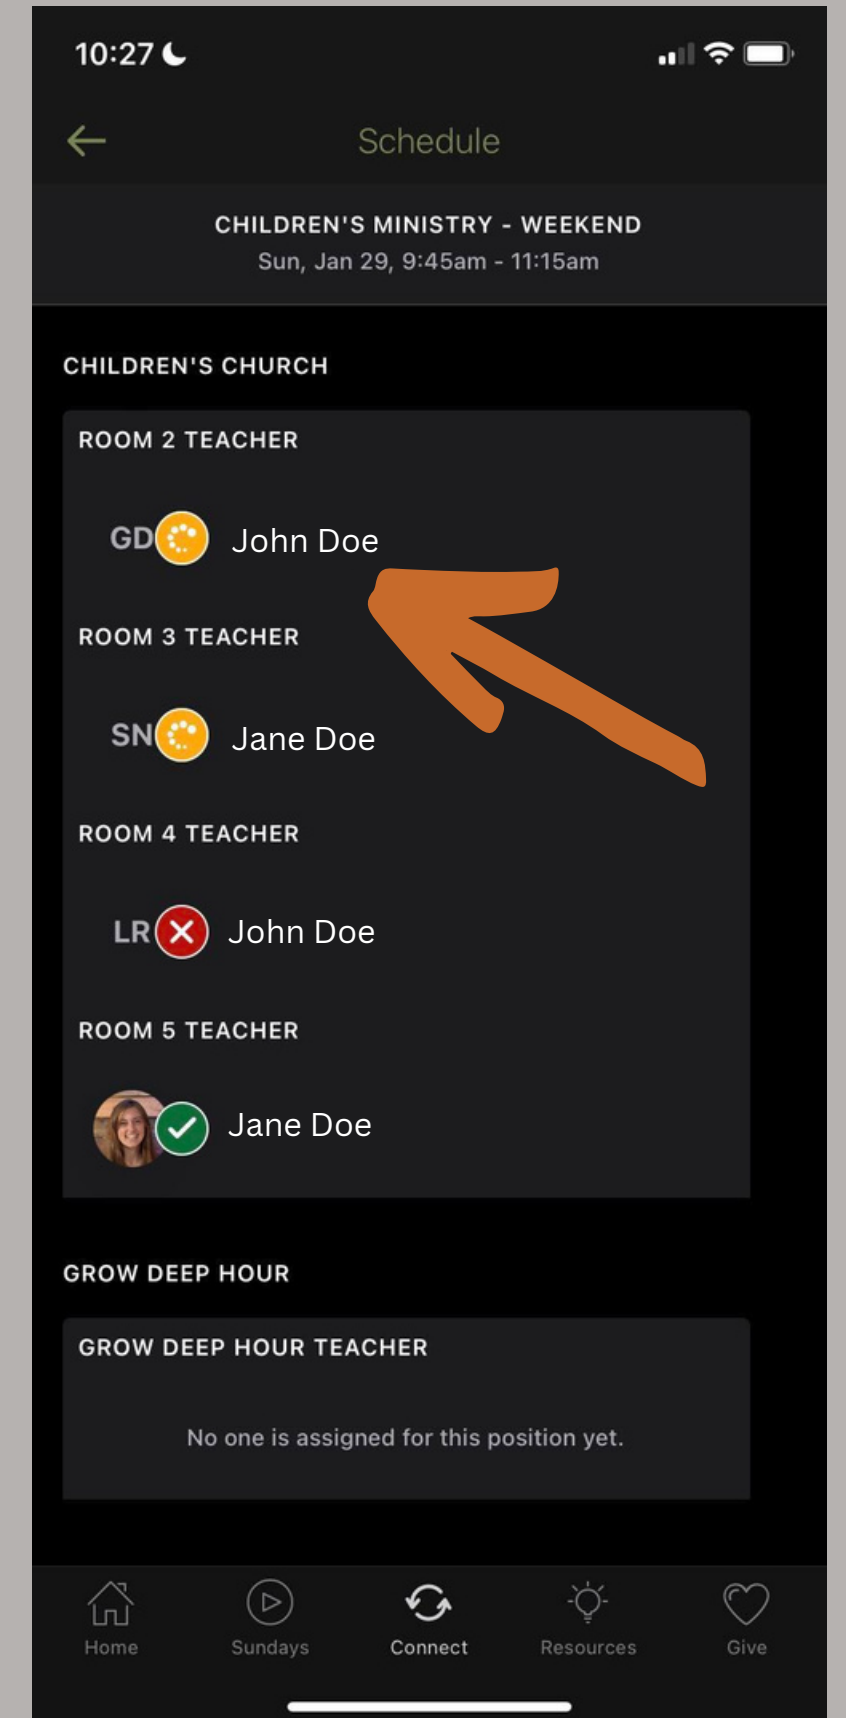 10:27
Schedule
CHILDREN'S MINISTRY - WEEKEND
Sun, Jan 29, 9:45am - 11:15am
CHILDREN'S CHURCH
ROOM 2 TEACHER
GD John Doe
ROOM 3 TEACHER
SN Jane Doe
ROOM 4 TEACHER
LR John Doe
ROOM 5 TEACHER
Jane Doe
GROW DEEP HOUR
GROW DEEP HOUR TEACHER
No one is assigned for this position yet.
Home Sundays Connect Resources Give